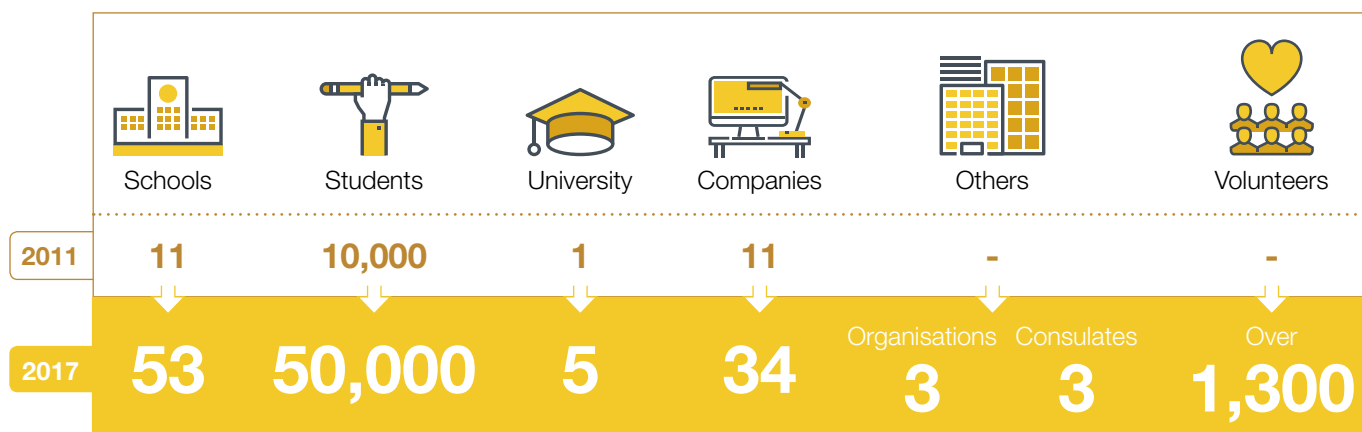 Schools Students University Companies Others Volunteers
2011 11 10,000 1 11 - -
Organisations Consulates Over
2017 53 50,000 5 34 3 3 1,300